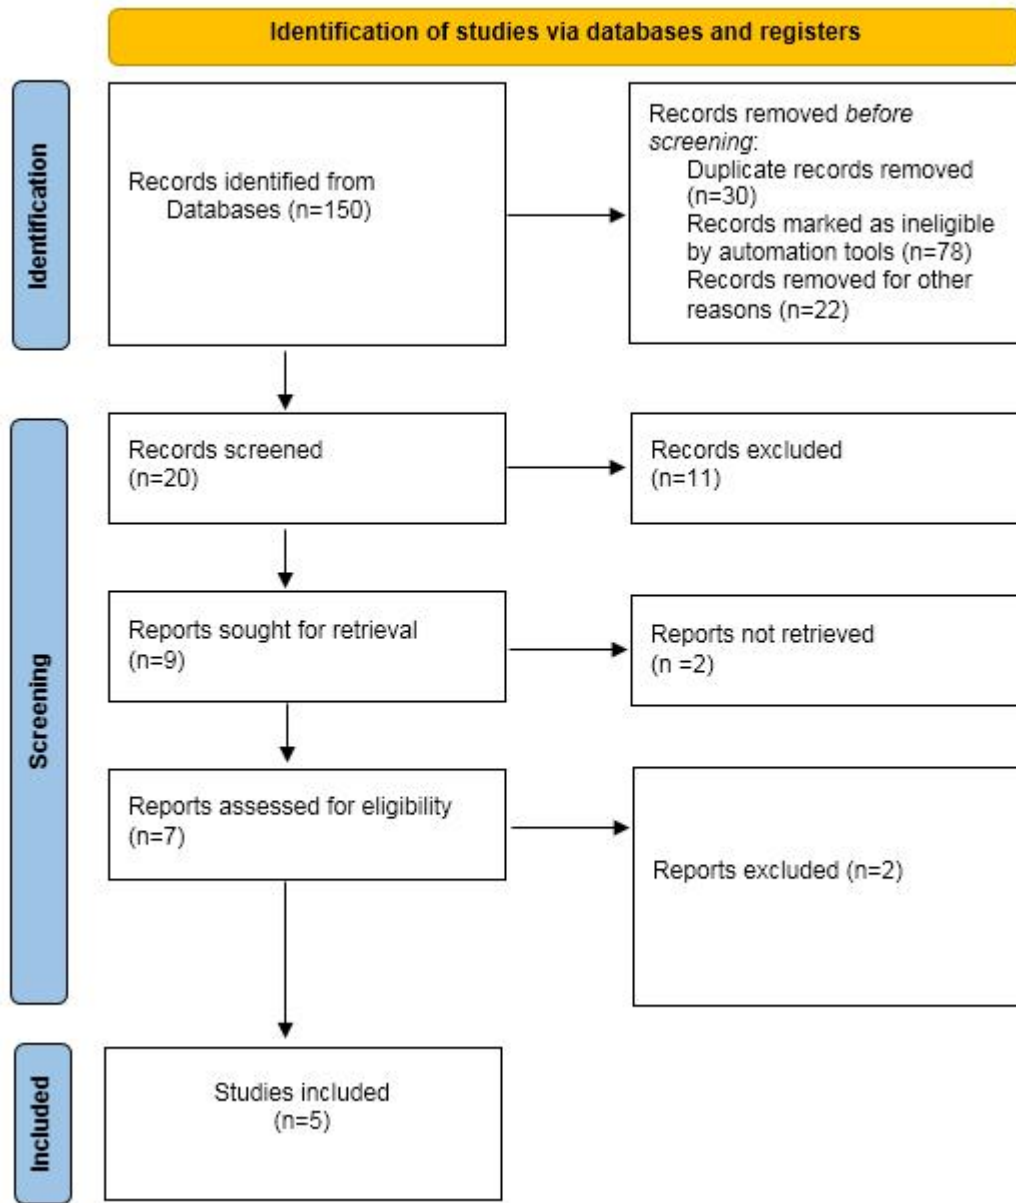 Identification of studies via databases and registers
Identification
Records identified from
Databases (n=150)
Records removed before
screening:
Duplicate records removed
(n=30)
Records marked as ineligible
by automation tools (n=78)
Records removed for other
reasons (n=22)
Screening
Records screened
(n=20)
Records excluded
(n=11)
Reports sought for retrieval
(n=9)
Reports not retrieved
(n =2)
Reports assessed for eligibility
(n=7)
Reports excluded (n=2)
Included
Studies included
(n=5)